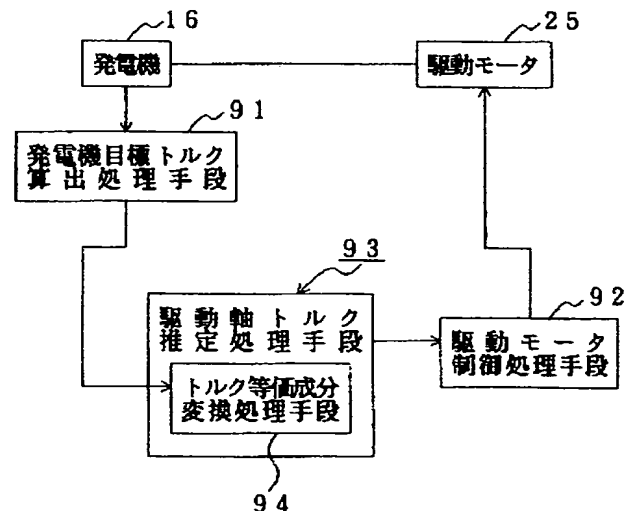 16
発電機
25
駆動モータ
91
発電機目標トルク
算出処理手段
93
駆動軸トルク
推定処理手段
トルク等価成分
変換処理手段
94
92
駆動モータ
制御処理手段